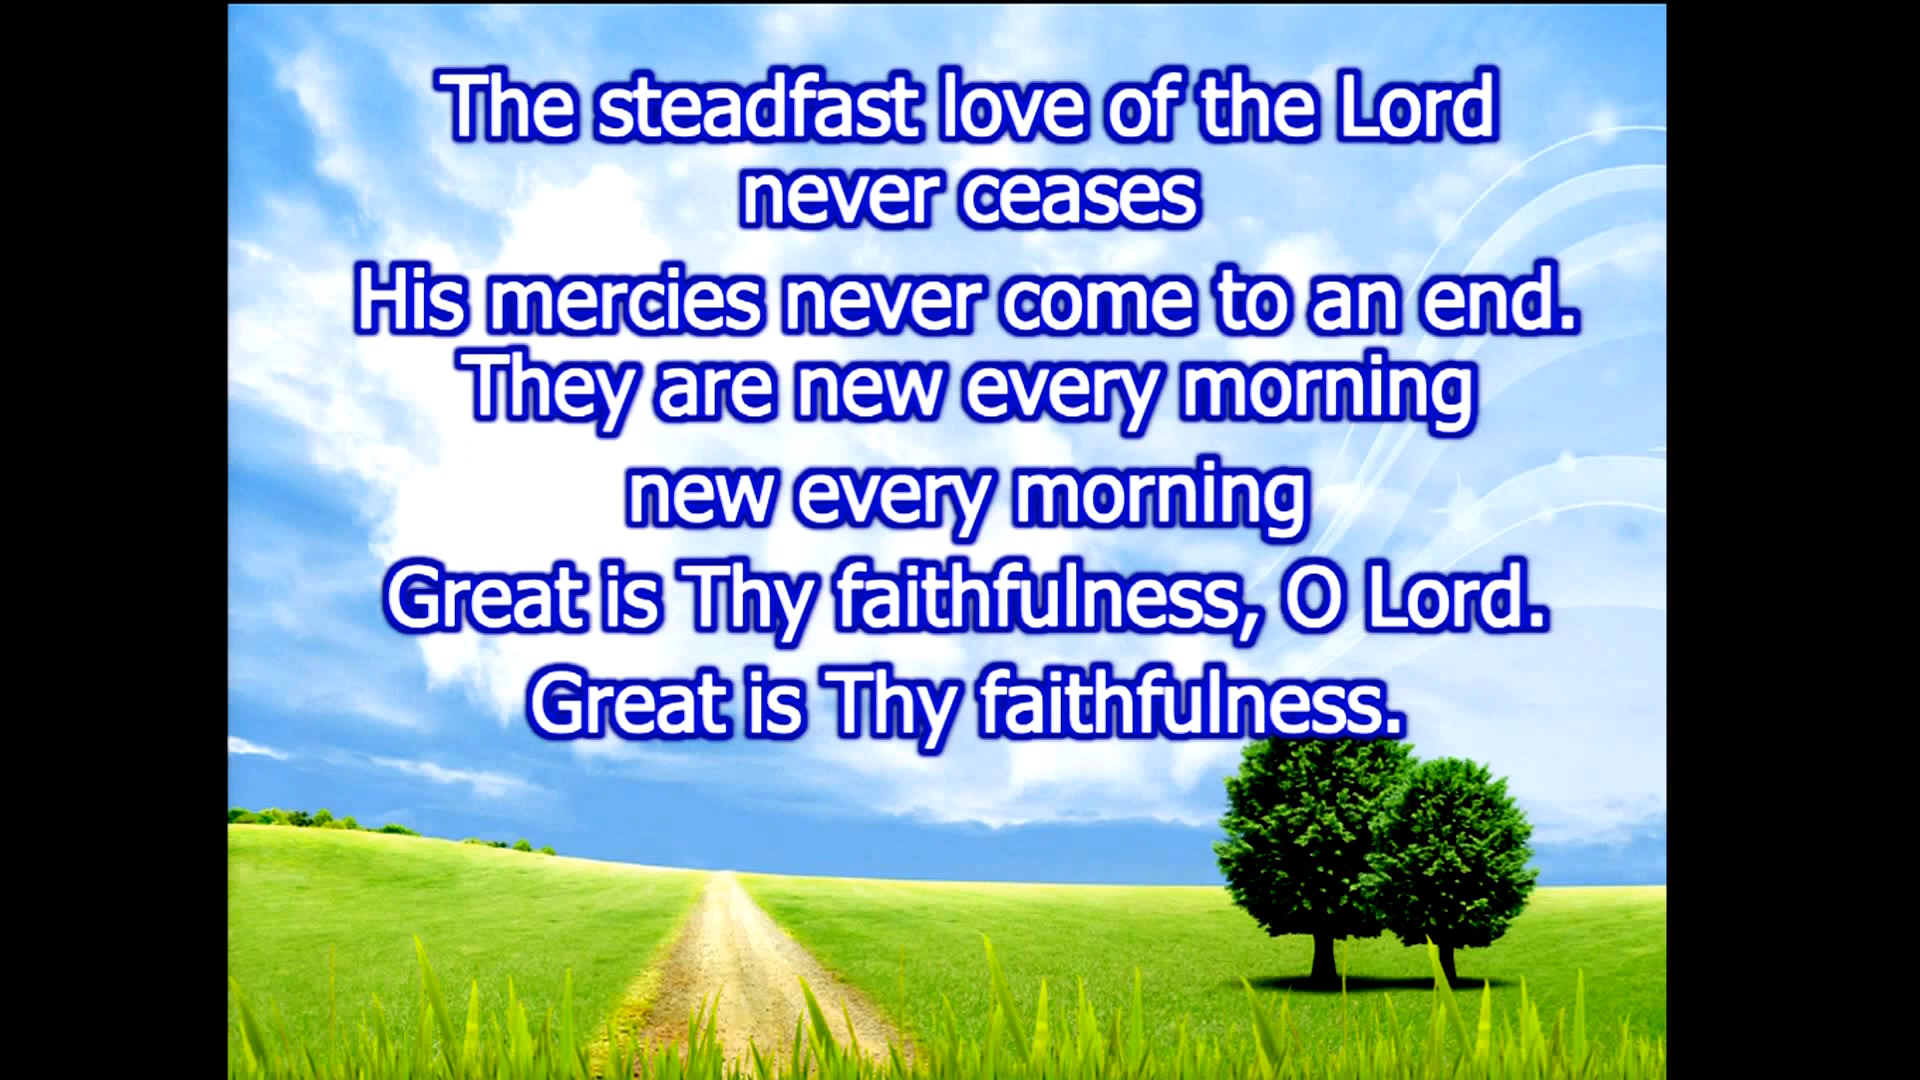 The steadfast love of the Lord
never ceases
His mercies never come to an end.
They are new every morning
new every morning
Great is Thy faithfulness, O Lord.
Great is Thy faithfulness.